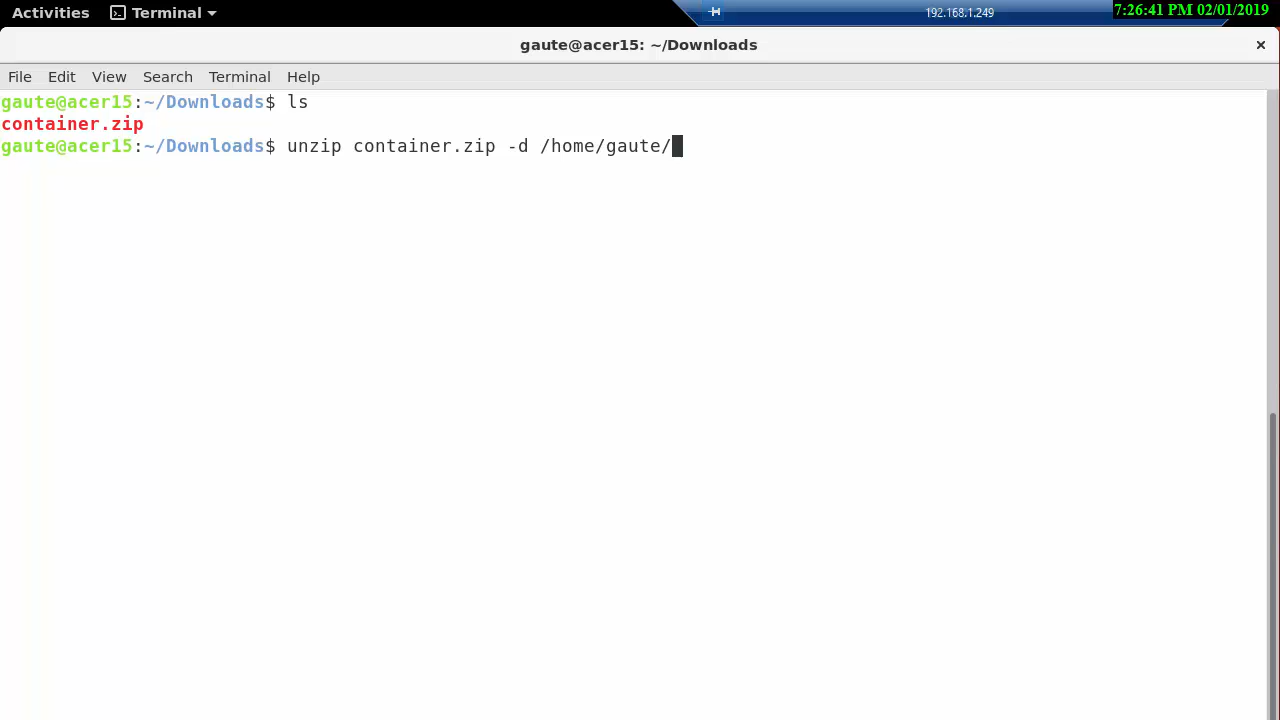 Activities Terminal 192.168.1.249 7:26:41 PM 02/01/2019
gaute@acer15: ~/Downloads ×
File Edit View Search Terminal Help
gaute@acer15:~/Downloads$ ls
container.zip
gaute@acer15:~/Downloads$ unzip container.zip -d /home/gaute/